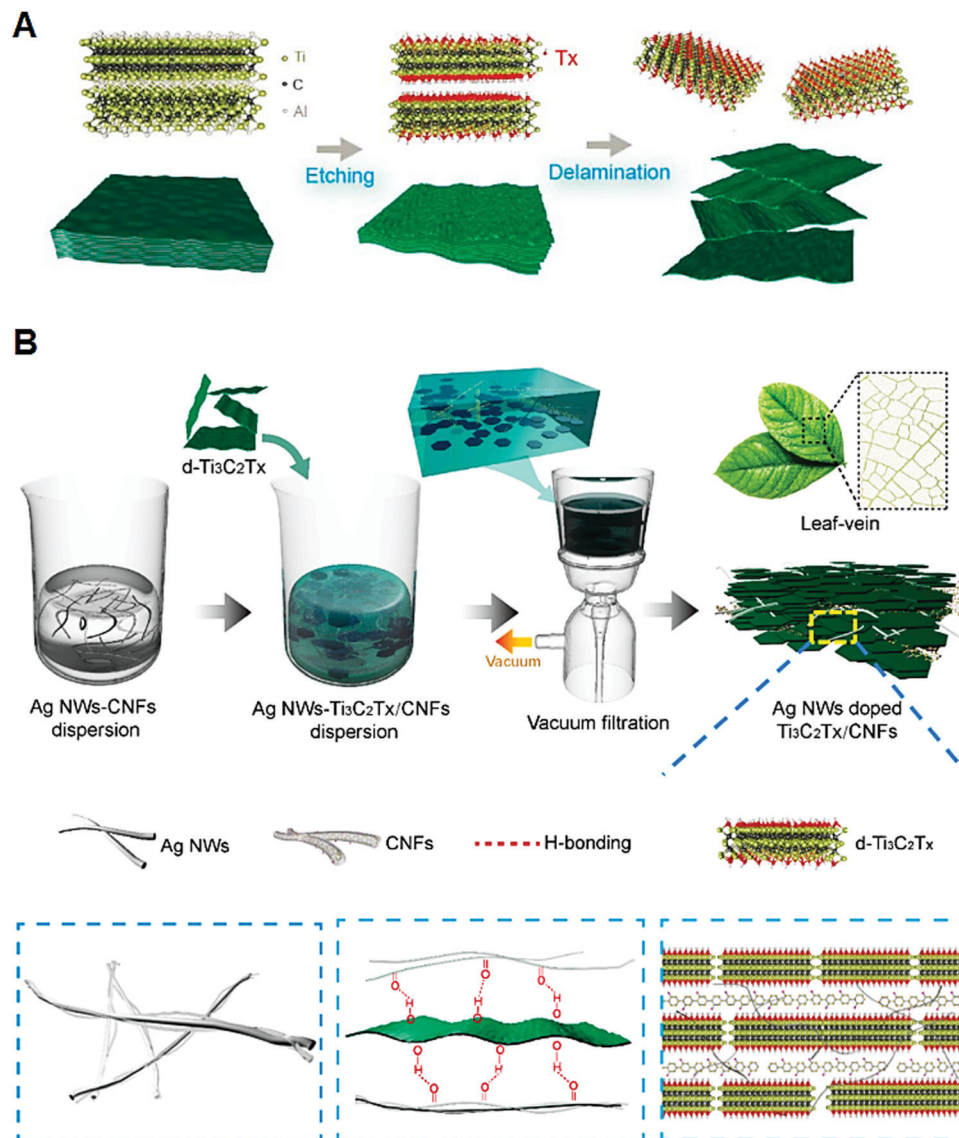 A
Ti
C
Al
Tx
Etching
Delamination
B
d-Ti3C2Tx
Leaf-vein
Vacuum
Ag NWs-CNFs
dispersion
Ag NWs-Ti3C2Tx/CNFs
dispersion
Vacuum filtration
Ag NWs doped
Ti3C2Tx/CNFs
Ag NWs
CNFs
H-bonding
d-Ti3C2Tx
O O O
H H H
O O O
O O O
H H H
O O O